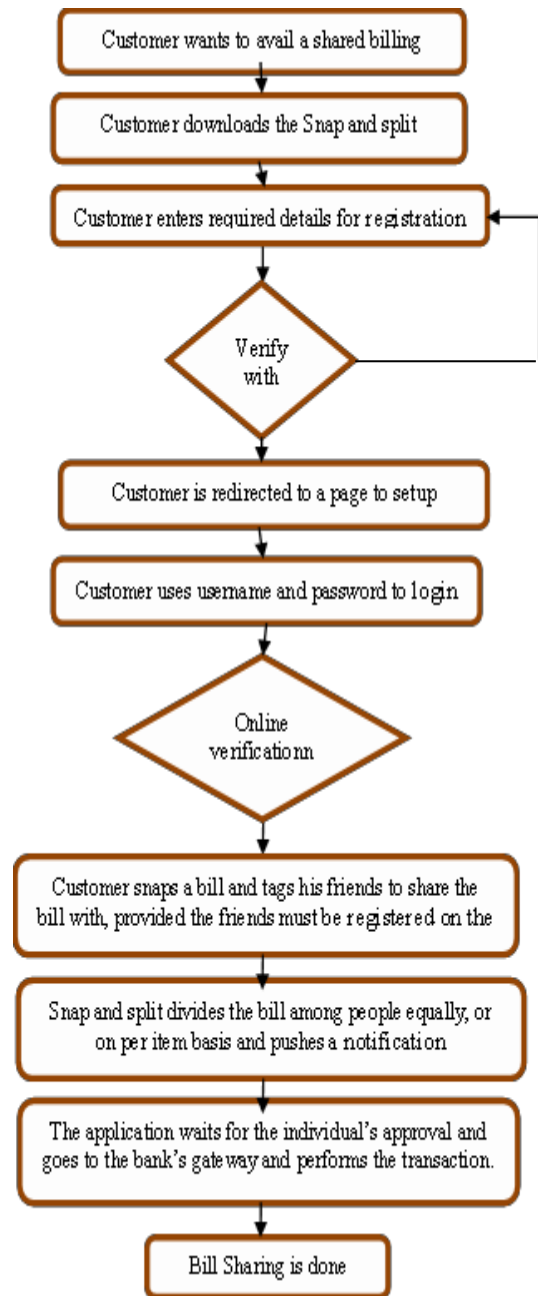 Customer wants to avail a shared billing
Customer downloads the Snap and split
Customer enters required details for registration
Verify
with
Customer is redirected to a page to setup
Customer uses username and password to login
Online
verificationn
Customer snaps a bill and tags his friends to share the
bill with, provided the friends must be registered on the
Snap and split divides the bill among people equally, or
on per item basis and pushes a notification
The application waits for the individual’s approval and
goes to the bank’s gateway and performs the transaction.
Bill Sharing is done